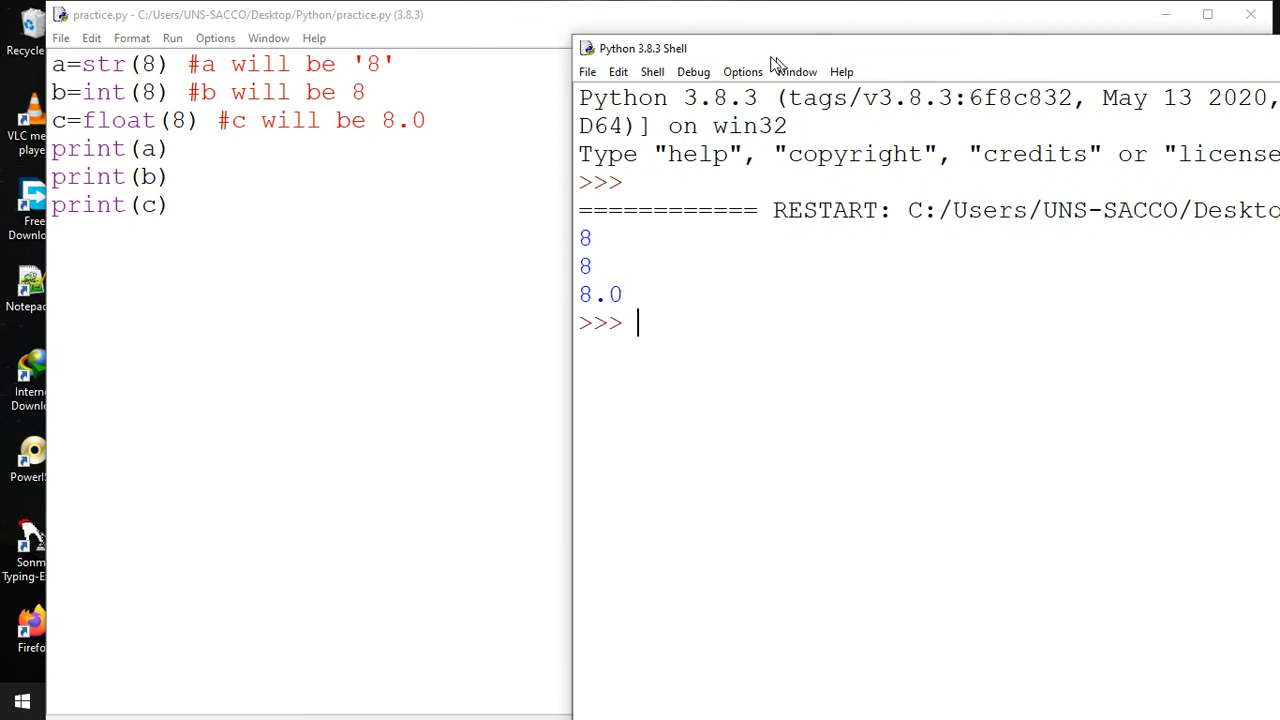 practice.py - C:/Users/UNS-SACCO/Desktop/Python/practice.py (3.8.3)
File Edit Format Run Options Window Help
a=str(8) #a will be '8'
b=int(8) #b will be 8
c=float(8) #c will be 8.0
print(a)
print(b)
print(c)
Python 3.8.3 Shell
File Edit Shell Debug Options Window Help
Python 3.8.3 (tags/v3.8.3:6f8c832, May 13 2020,
D64)] on win32
Type "help", "copyright", "credits" or "license
>>>
============ RESTART: C:/Users/UNS-SACCO/Deskto
8
8
8.0
>>>
Recycle
VLC me
player
Free
Downlo
Notepa
Intern
Downlo
PowerI
Sonm
Typing-E
Firefo